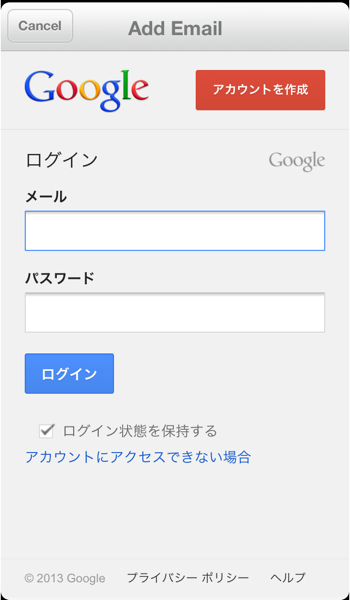 Cancel
Add Email
Google
アカウントを作成
ログイン
Google
メール
パスワード
ログイン
ログイン状態を保持する
アカウントにアクセスできない場合
© 2013 Google プライバシー ポリシー ヘルプ